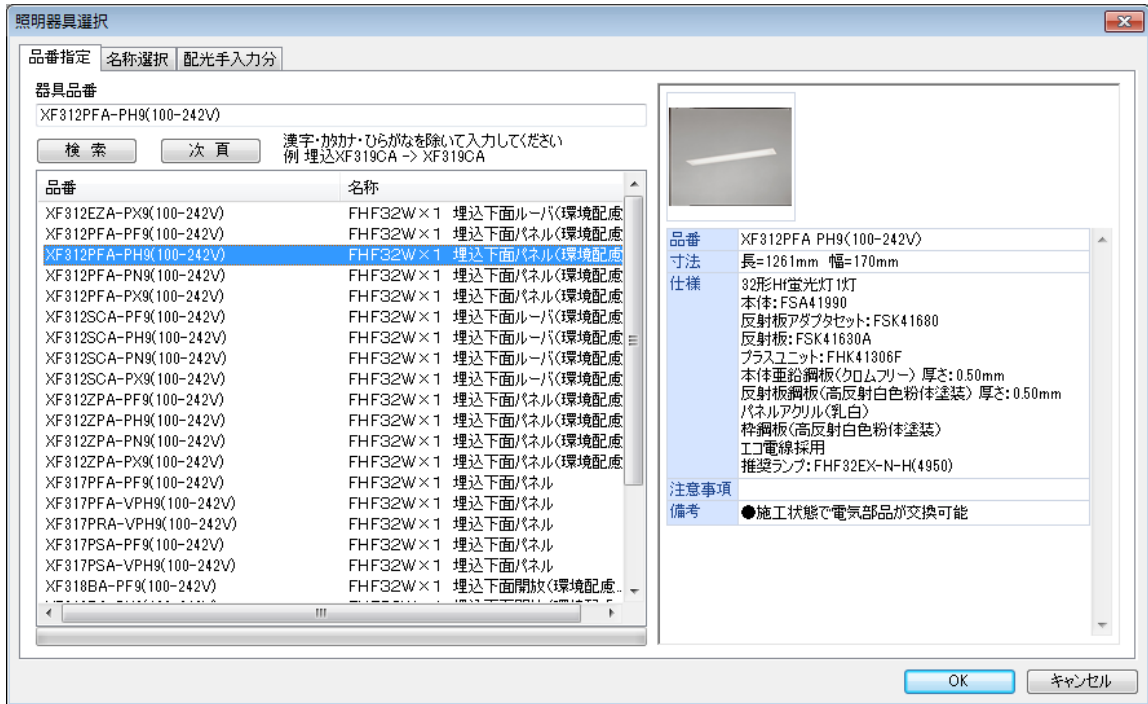 照明器具選択
品番指定 名称選択 配光手入力分
器具品番
XF312PFA-PH9(100-242V)
検 索 次 頁
漢字・カタカナ・ひらがなを除いて入力してください
例 埋込XF319CA -> XF319CA
品番 名称
XF312EZA-PX9(100-242V) FHF32W×1 埋込下面ルーバ(環境配慮
XF312PFA-PF9(100-242V) FHF32W×1 埋込下面パネル(環境配慮
XF312PFA-PH9(100-242V) FHF32W×1 埋込下面パネル(環境配慮
XF312PFA-PN9(100-242V) FHF32W×1 埋込下面パネル(環境配慮
XF312PFA-PX9(100-242V) FHF32W×1 埋込下面パネル(環境配慮
XF312SCA-PF9(100-242V) FHF32W×1 埋込下面ルーバ(環境配慮
XF312SCA-PH9(100-242V) FHF32W×1 埋込下面ルーバ(環境配慮
XF312SCA-PN9(100-242V) FHF32W×1 埋込下面ルーバ(環境配慮
XF312SCA-PX9(100-242V) FHF32W×1 埋込下面ルーバ(環境配慮
XF312ZPA-PF9(100-242V) FHF32W×1 埋込下面パネル(環境配慮
XF312ZPA-PH9(100-242V) FHF32W×1 埋込下面パネル(環境配慮
XF312ZPA-PN9(100-242V) FHF32W×1 埋込下面パネル(環境配慮
XF312ZPA-PX9(100-242V) FHF32W×1 埋込下面パネル(環境配慮
XF317PFA-PF9(100-242V) FHF32W×1 埋込下面パネル
XF317PFA-VPH9(100-242V) FHF32W×1 埋込下面パネル
XF317PRA-VPH9(100-242V) FHF32W×1 埋込下面パネル
XF317PSA-PF9(100-242V) FHF32W×1 埋込下面パネル
XF317PSA-VPH9(100-242V) FHF32W×1 埋込下面パネル
XF318BA-PF9(100-242V) FHF32W×1 埋込下面開放(環境配慮...
品番 XF312PFA PH9(100-242V)
寸法 長=1261mm 幅=170mm
仕様 32形Hf蛍光灯1灯
本体:FSA41990
反射板アダプタセット:FSK41680
反射板:FSK41630A
プラスユニット:FHK41306F
本体亜鉛鋼板(クロムフリー) 厚さ:0.50mm
反射板鋼板(高反射白色粉体塗装) 厚さ:0.50mm
パネルアクリル(乳白)
枠鋼板(高反射白色粉体塗装)
エコ電線採用
推奨ランプ:FHF32EX-N-H(4950)
注意事項
備考 ●施工状態で電気部品が交換可能
OK キャンセル